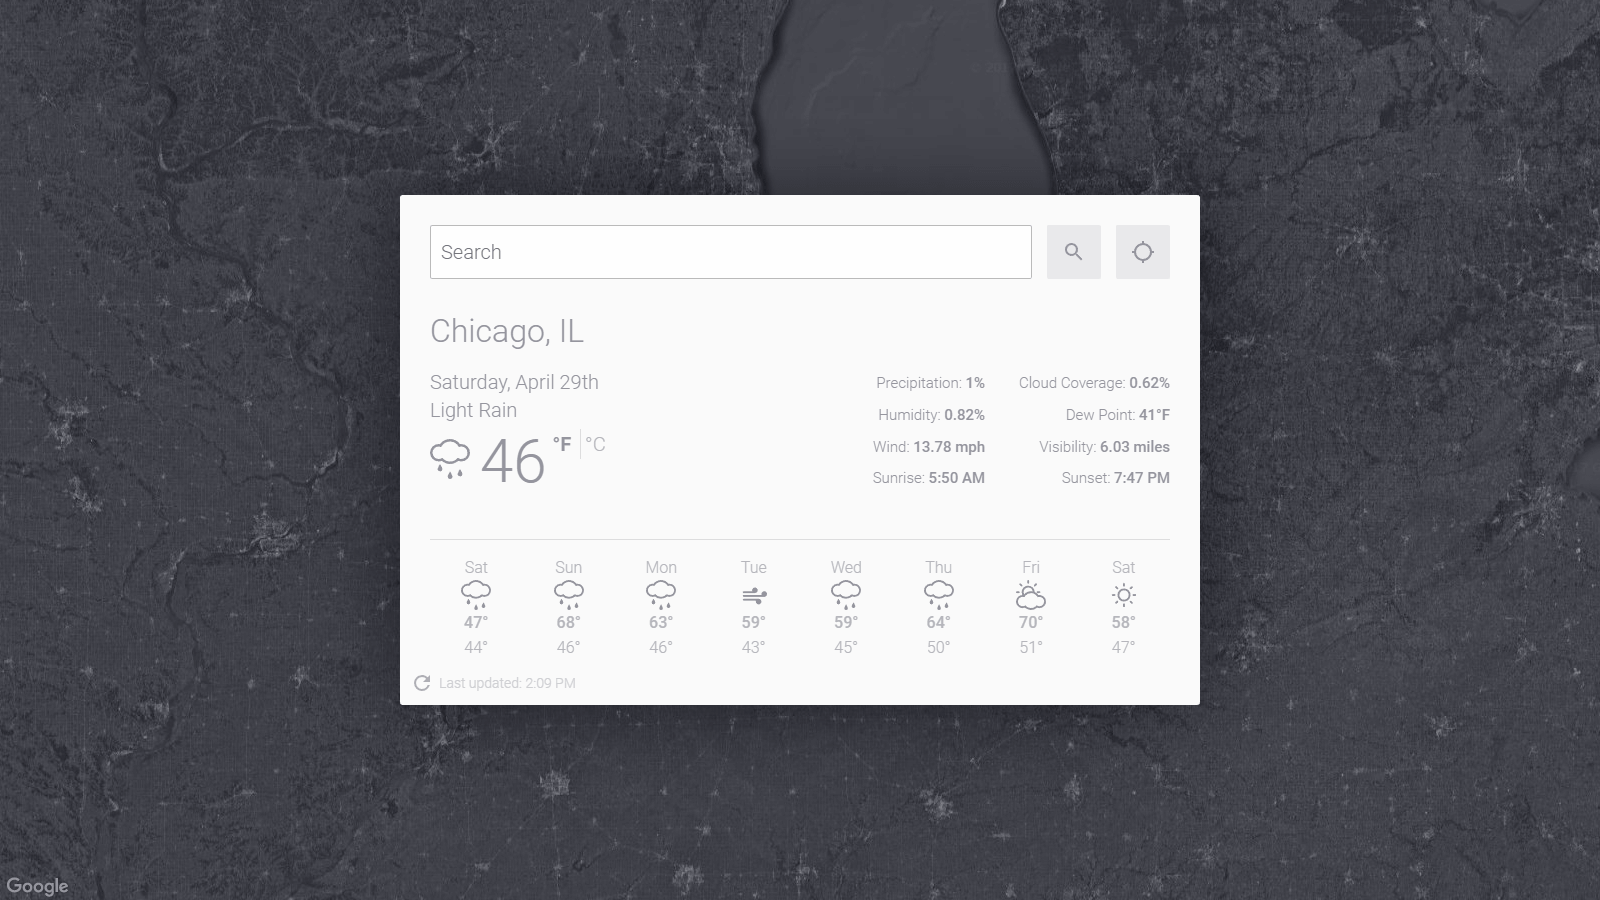 Search
Chicago, IL
Saturday, April 29th
Light Rain
46 °F °C
Precipitation: 1% Cloud Coverage: 0.62%
Humidity: 0.82% Dew Point: 41°F
Wind: 13.78 mph Visibility: 6.03 miles
Sunrise: 5:50 AM Sunset: 7:47 PM
Sat Sun Mon Tue Wed Thu Fri Sat
47° 68° 63° 59° 59° 64° 70° 58°
44° 46° 46° 43° 45° 50° 51° 47°
Last updated: 2:09 PM
Google